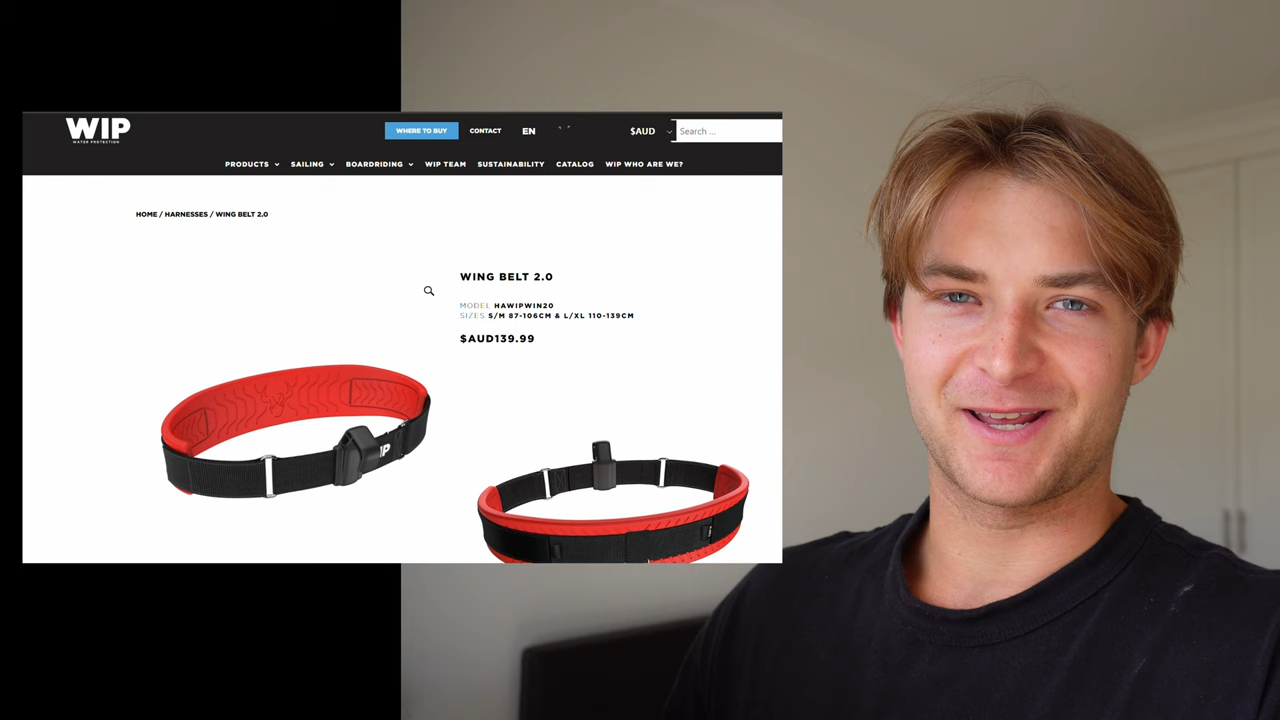 WIP
WATER PROTECTION
WHERE TO BUY
CONTACT
EN
$AUD
Search ...
PRODUCTS
SAILING
BOARDRIDING
WIP TEAM
SUSTAINABILITY
CATALOG
WIP WHO ARE WE?
HOME / HARNESSES / WING BELT 2.0
WING BELT 2.0
MODEL HAWIPWIN20
SIZES S/M 87-106CM & L/XL 110-139CM
$AUD139.99